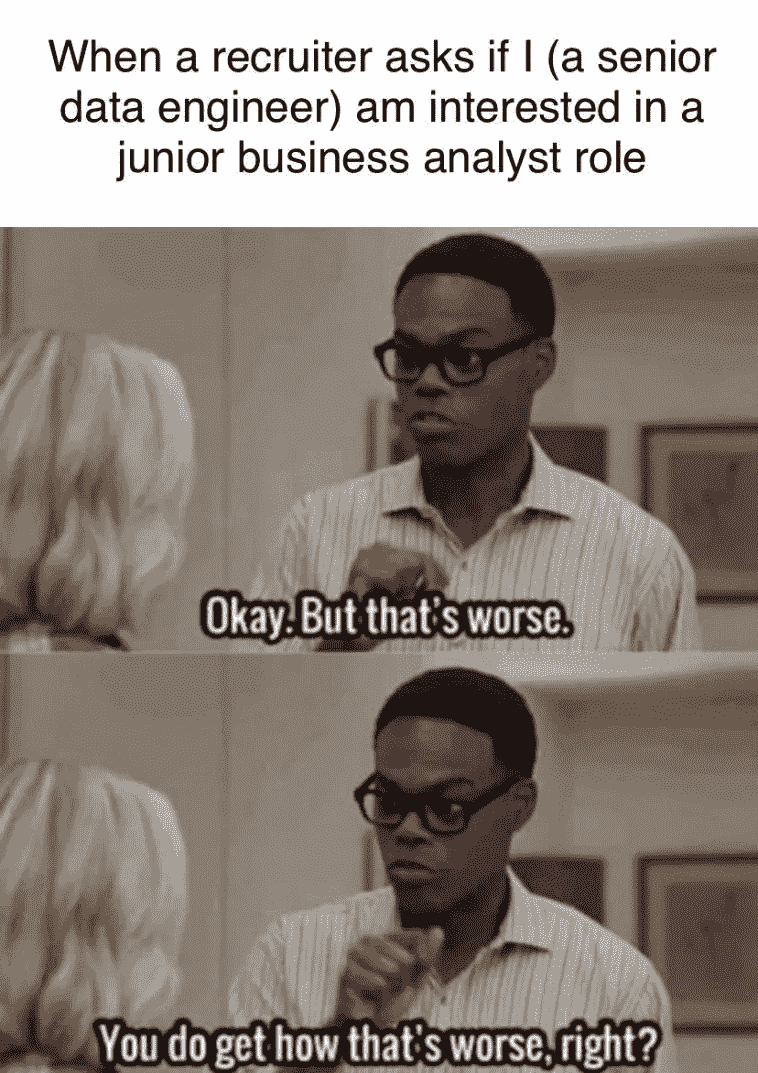 When a recruiter asks if I (a senior
data engineer) am interested in a
junior business analyst role
Okay. But that's worse.
You do get how that's worse, right?